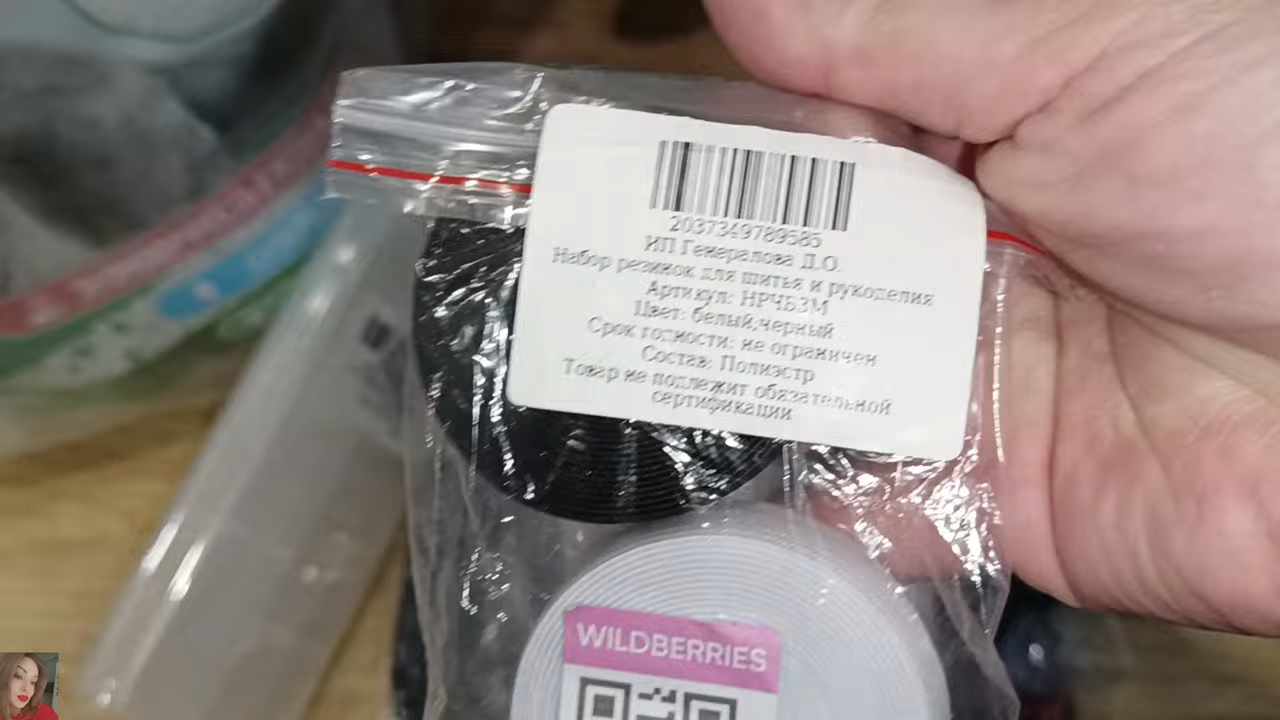 2037349789585
ИП Генералова Д.О.
Набор резинок для шитья и рукоделия
Артикул: НРЧБ3М
Цвет: белый;черный
Срок годности: не ограничен
Состав: Полиэстр
Товар не подлежит обязательной
сертификации
WILDBERRIES